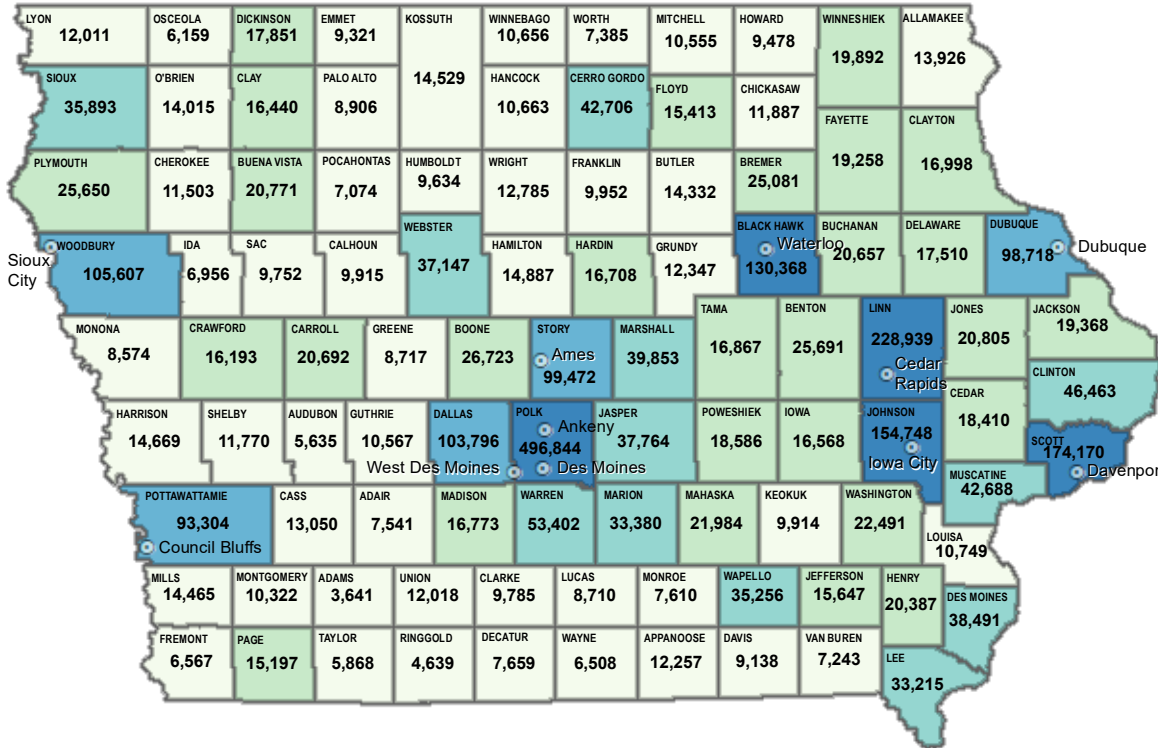 LYON
12,011
OSCEOLA
6,159
DICKINSON
17,851
EMMET
9,321
KOSSUTH
14,529
WINNEBAGO
10,656
WORTH
7,385
MITCHELL
10,555
HOWARD
9,478
WINNESHIEK
19,892
ALLAMAKEE
13,926
SIOUX
35,893
O'BRIEN
14,015
CLAY
16,440
PALO ALTO
8,906
HANCOCK
10,663
CERRO GORDO
42,706
FLOYD
15,413
CHICKASAW
11,887
FAYETTE
19,258
CLAYTON
16,998
PLYMOUTH
25,650
CHEROKEE
11,503
BUENA VISTA
20,771
POCAHONTAS
7,074
HUMBOLDT
9,634
WRIGHT
12,785
FRANKLIN
9,952
BUTLER
14,332
BREMER
25,081
Sioux
City
WOODBURY
105,607
IDA
6,956
SAC
9,752
CALHOUN
9,915
WEBSTER
37,147
HAMILTON
14,887
HARDIN
16,708
GRUNDY
12,347
BLACK HAWK
Waterloo
130,368
BUCHANAN
20,657
DELAWARE
17,510
DUBUQUE
98,718
Dubuque
MONONA
8,574
CRAWFORD
16,193
CARROLL
20,692
GREENE
8,717
BOONE
26,723
STORY
Ames
99,472
MARSHALL
39,853
TAMA
16,867
BENTON
25,691
LINN
228,939
Cedar
Rapids
JONES
20,805
JACKSON
19,368
CLINTON
46,463
HARRISON
14,669
SHELBY
11,770
AUDUBON
5,635
GUTHRIE
10,567
DALLAS
103,796
West Des Moines
POLK
Ankeny
496,844
Des Moines
JASPER
37,764
POWESHIEK
18,586
IOWA
16,568
JOHNSON
154,748
Iowa City
CEDAR
18,410
SCOTT
174,170
Davenpor
MUSCATINE
42,688
POTTAWATTAMIE
93,304
Council Bluffs
CASS
13,050
ADAIR
7,541
MADISON
16,773
WARREN
53,402
MARION
33,380
MAHASKA
21,984
KEOKUK
9,914
WASHINGTON
22,491
LOUISA
10,749
MILLS
14,465
MONTGOMERY
10,322
ADAMS
3,641
UNION
12,018
CLARKE
9,785
LUCAS
8,710
MONROE
7,610
WAPELLO
35,256
JEFFERSON
15,647
HENRY
20,387
DES MOINES
38,491
FREMONT
6,567
PAGE
15,197
TAYLOR
5,868
RINGGOLD
4,639
DECATUR
7,659
WAYNE
6,508
APPANOOSE
12,257
DAVIS
9,138
VAN BUREN
7,243
LEE
33,215